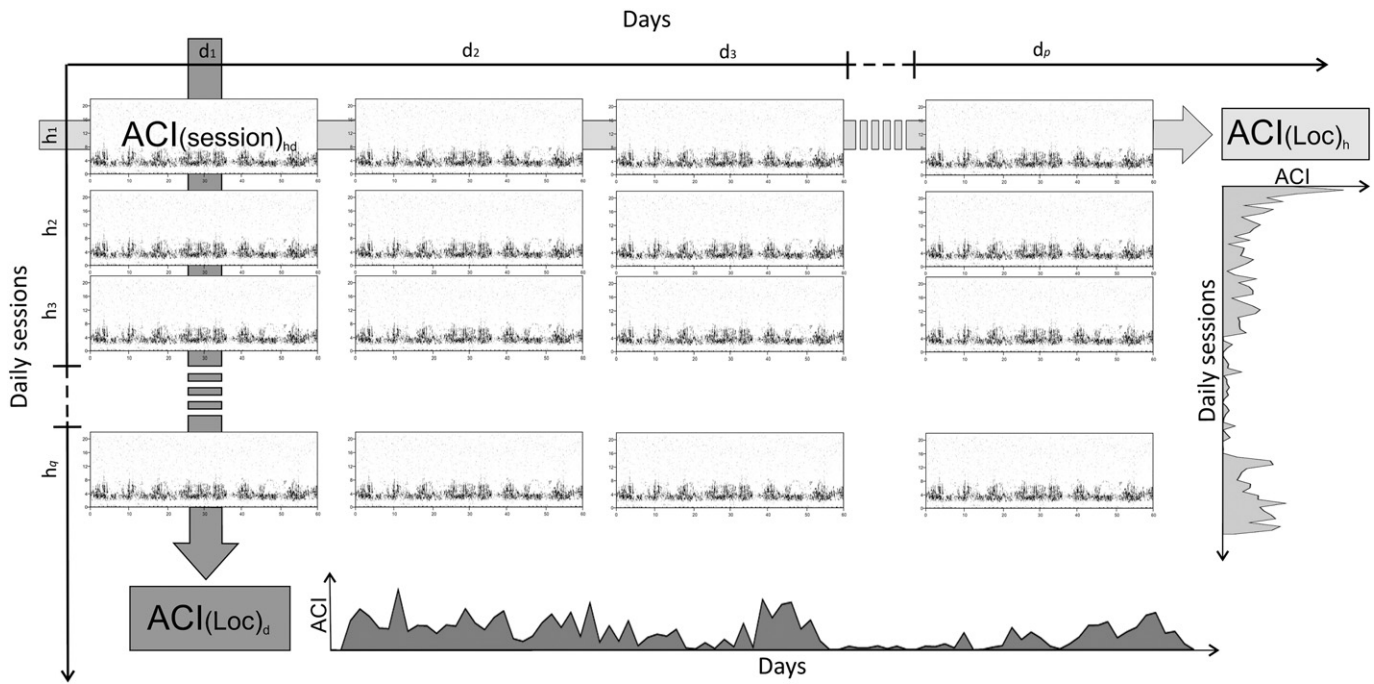 Days
d1 d2 d3 dp
h1 ACI(session)hd ACI(Loc)h
ACI
h2
h3
Daily sessions
Daily sessions
hq
ACI(Loc)d
ACI
Days